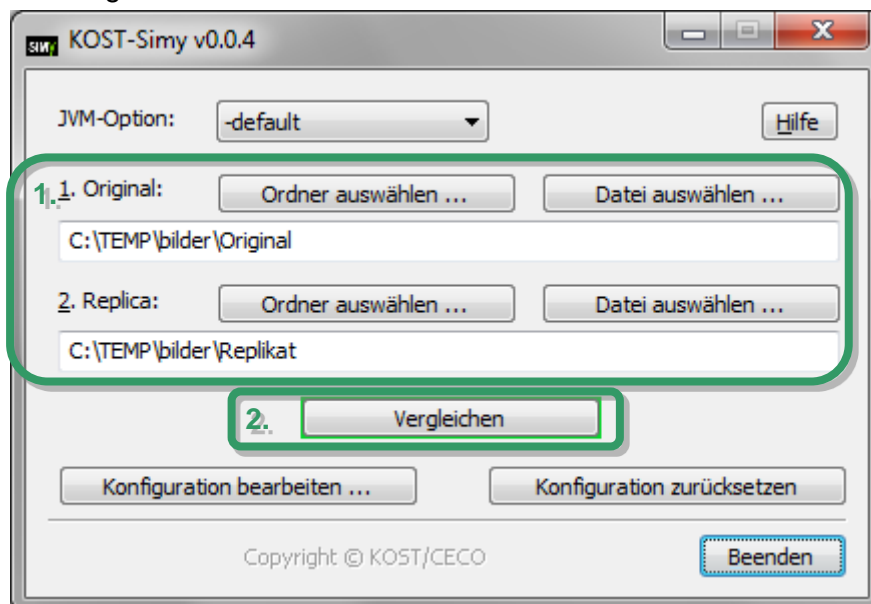 SIMY KOST-Simy v0.0.4
JVM-Option: -default Hilfe
1. 1. Original: Ordner auswählen ... Datei auswählen ...
C:\TEMP\bilder\Original
2. Replica: Ordner auswählen ... Datei auswählen ...
C:\TEMP\bilder\Replikat
2. Vergleichen
Konfiguration bearbeiten ... Konfiguration zurücksetzen
Copyright © KOST/CECO Beenden